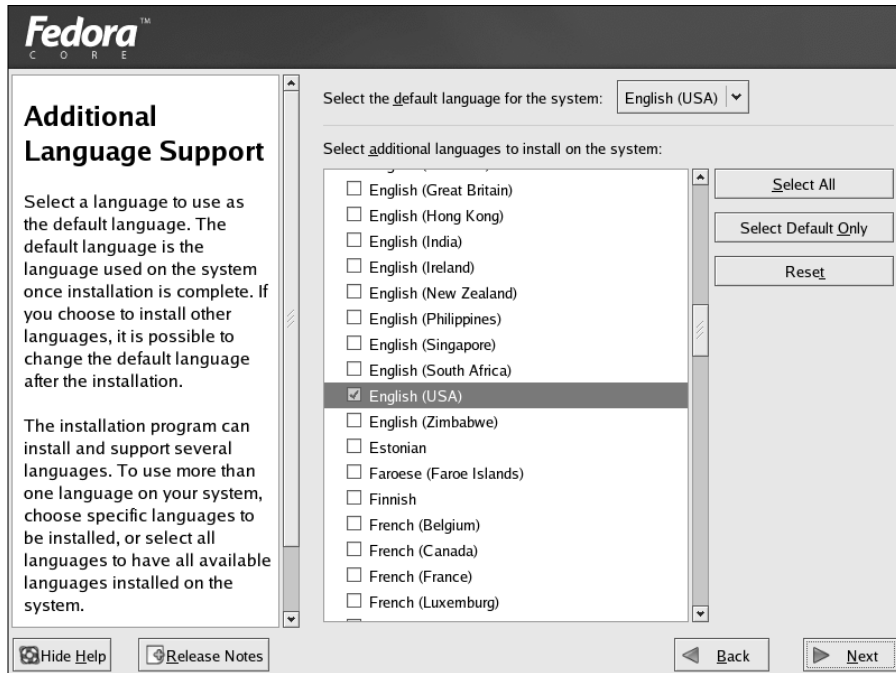 Fedora™
CORE
Additional
Language Support
Select a language to use as
the default language. The
default language is the
language used on the system
once installation is complete. If
you choose to install other
languages, it is possible to
change the default language
after the installation.
The installation program can
install and support several
languages. To use more than
one language on your system,
choose specific languages to
be installed, or select all
languages to have all available
languages installed on the
system.
Select the default language for the system: English (USA)
Select additional languages to install on the system:
English (Great Britain)
English (Hong Kong)
English (India)
English (Ireland)
English (New Zealand)
English (Philippines)
English (Singapore)
English (South Africa)
English (USA)
English (Zimbabwe)
Estonian
Faroese (Faroe Islands)
Finnish
French (Belgium)
French (Canada)
French (France)
French (Luxemburg)
Select All
Select Default Only
Reset
Hide Help
Release Notes
Back
Next